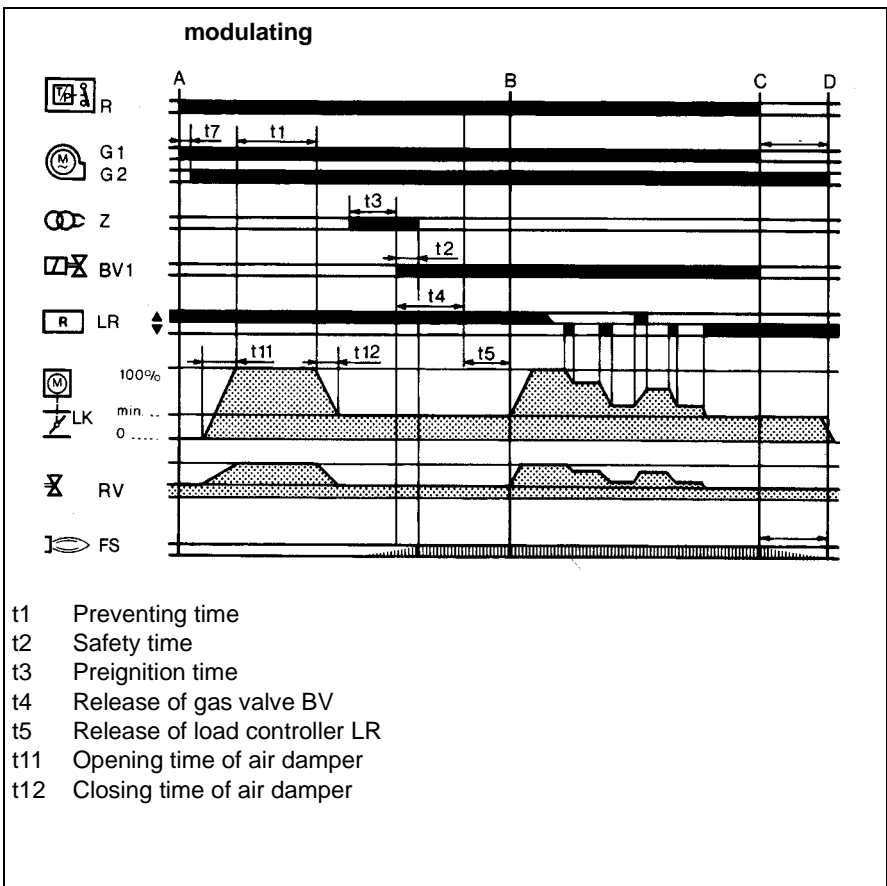 modulating
A B C D
T/P R
t7 t1
M ~ G1
G2
t3
Z
t2
BV1
t4
R LR
t11 t12 t5
100%
M
min.
LK
0
RV
FS
t1 Preventing time
t2 Safety time
t3 Preignition time
t4 Release of gas valve BV
t5 Release of load controller LR
t11 Opening time of air damper
t12 Closing time of air damper